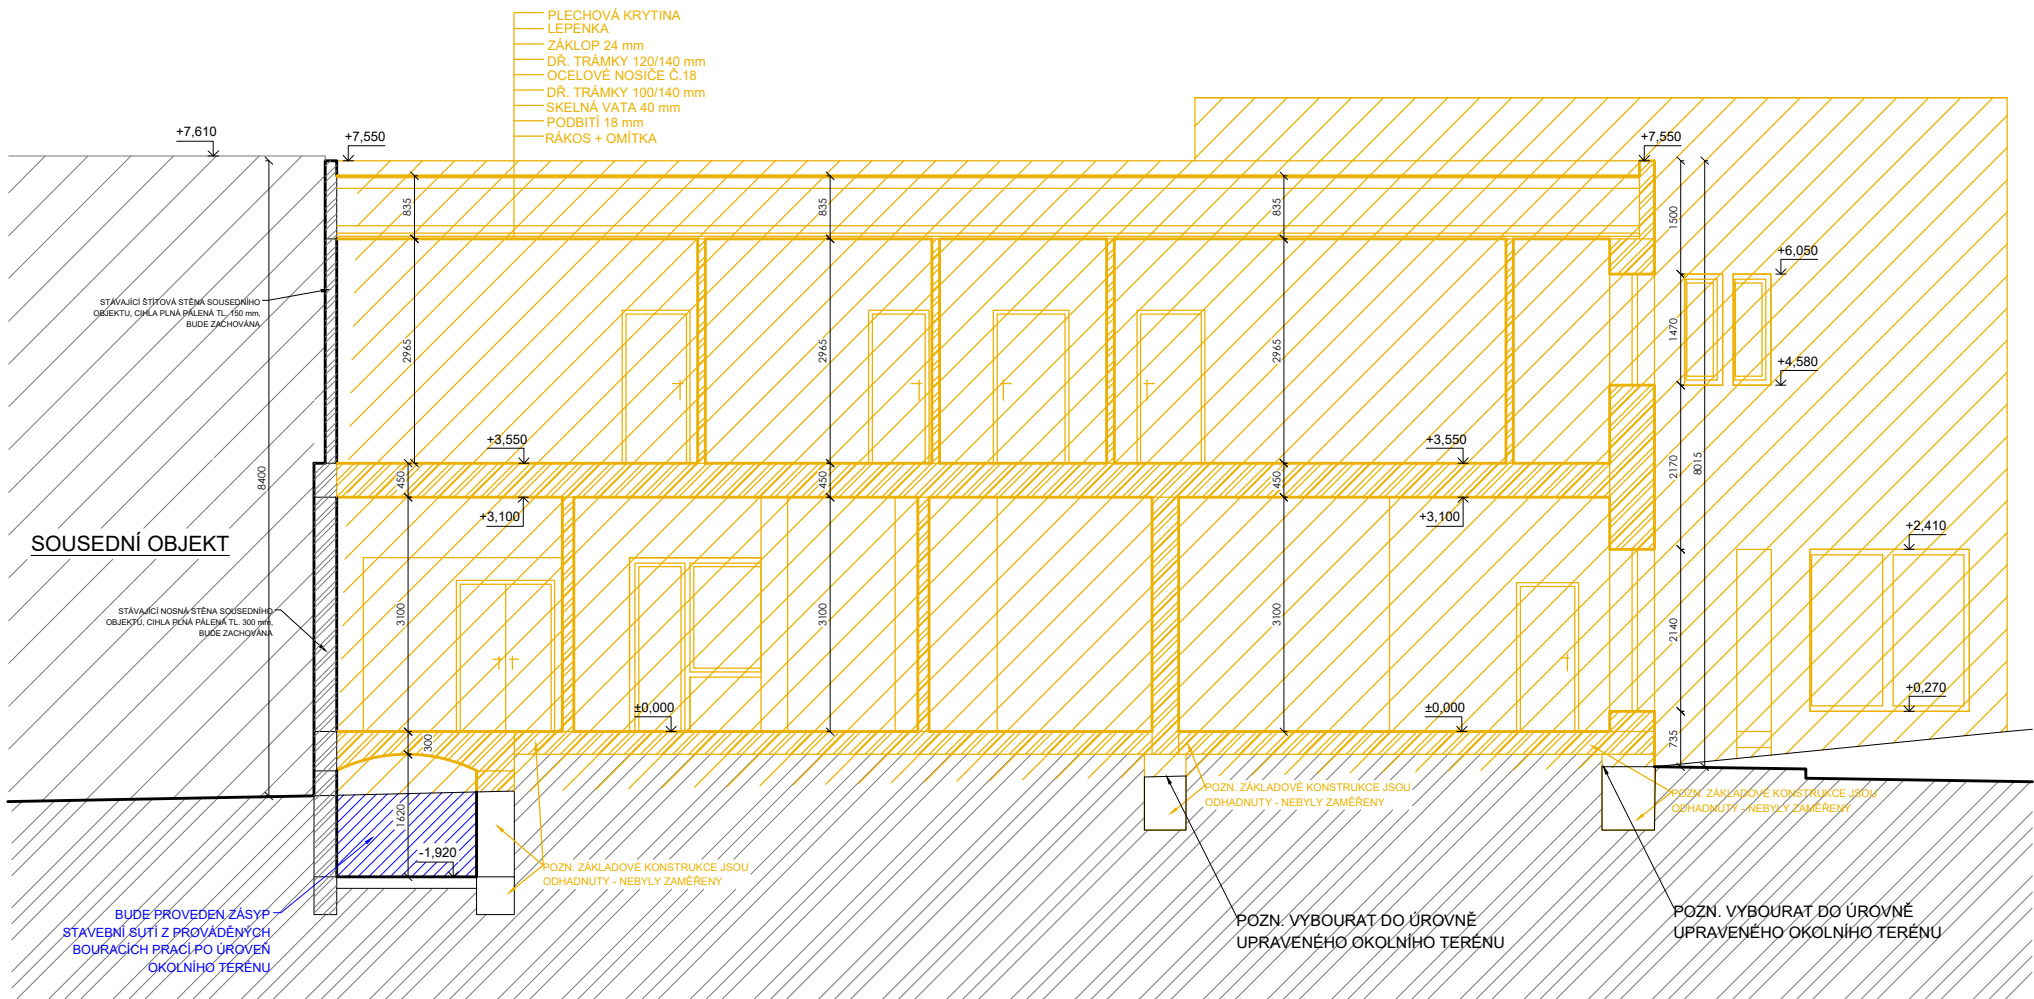 PLECHOVÁ KRYTINA
LEPENKA
ZÁKLOP 24 mm
DŘ. TRÁMKY 120/140 mm
OCELOVÉ NOSIČE Č.18
DŘ. TRÁMKY 100/140 mm
SKELNÁ VATA 40 mm
PODBITÍ 18 mm
RÁKOS + OMÍTKA
+7,610
+7,550
+7,550
835
835
835
1500
+6,050
STÁVAJÍCÍ ŠTÍTOVÁ STĚNA SOUSEDNÍHO
OBJEKTU, CIHLA PLNÁ PÁLENÁ TL. 150 mm,
BUDE ZACHOVÁNA
2965
2965
2965
1470
+4,580
8400
+3,550
+3,550
450
450
450
2170
8015
+3,100
+3,100
SOUSEDNÍ OBJEKT
+2,410
STÁVAJÍCÍ NOSNÁ STĚNA SOUSEDNÍHO
OBJEKTU, CIHLA PLNÁ PÁLENÁ TL. 300 mm,
BUDE ZACHOVÁNA
3100
3100
3100
2140
+0,270
±0,000
±0,000
300
735
POZN. ZÁKLADOVÉ KONSTRUKCE JSOU
ODHADNUTY - NEBYLY ZAMĚŘENY
POZN. ZÁKLADOVÉ KONSTRUKCE JSOU
ODHADNUTY - NEBYLY ZAMĚŘENY
1620
-1,920
POZN. ZÁKLADOVÉ KONSTRUKCE JSOU
ODHADNUTY - NEBYLY ZAMĚŘENY
BUDE PROVEDEN ZÁSYP
STAVEBNÍ SUTÍ Z PROVÁDĚNÝCH
BOURACÍCH PRACÍ PO ÚROVEŇ
OKOLNÍHO TERÉNU
POZN. VYBOURAT DO ÚROVNĚ
UPRAVENÉHO OKOLNÍHO TERÉNU
POZN. VYBOURAT DO ÚROVNĚ
UPRAVENÉHO OKOLNÍHO TERÉNU